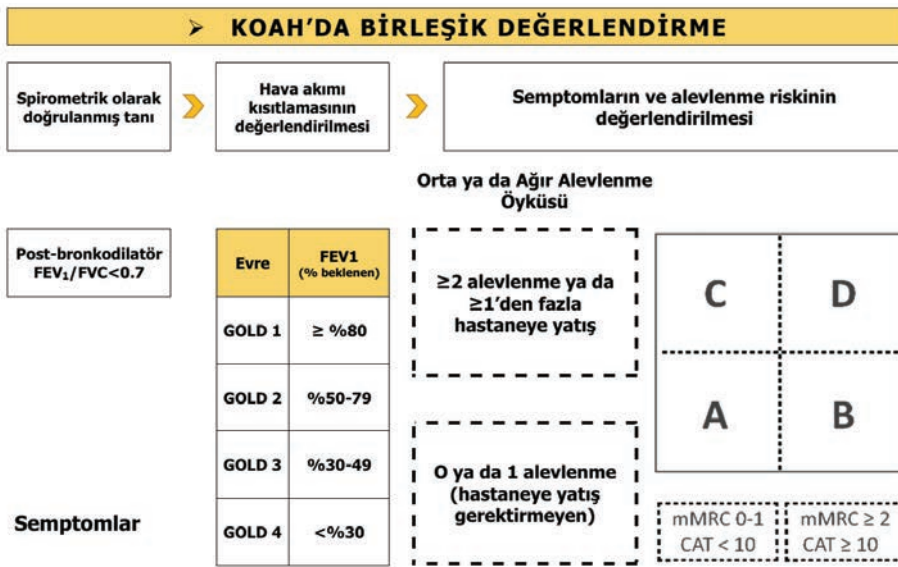 ➢ KOAH'DA BİRLEŞİK DEĞERLENDİRME
Spirometrik olarak
doğrulanmış tanı
Hava akımı
kısıtlamasının
değerlendirilmesi
Semptomların ve alevlenme riskinin
değerlendirilmesi
Orta ya da Ağır Alevlenme
Öyküsü
Post-bronkodilatör
FEV₁/FVC<0.7
Evre
FEV1
(% beklenen)
GOLD 1
≥ %80
GOLD 2
%50-79
GOLD 3
%30-49
GOLD 4
<%30
≥2 alevlenme ya da
≥1'den fazla
hastaneye yatış
O ya da 1 alevlenme
(hastaneye yatış
gerektirmeyen)
C
D
A
B
Semptomlar
mMRC 0-1
CAT < 10
mMRC ≥ 2
CAT ≥ 10